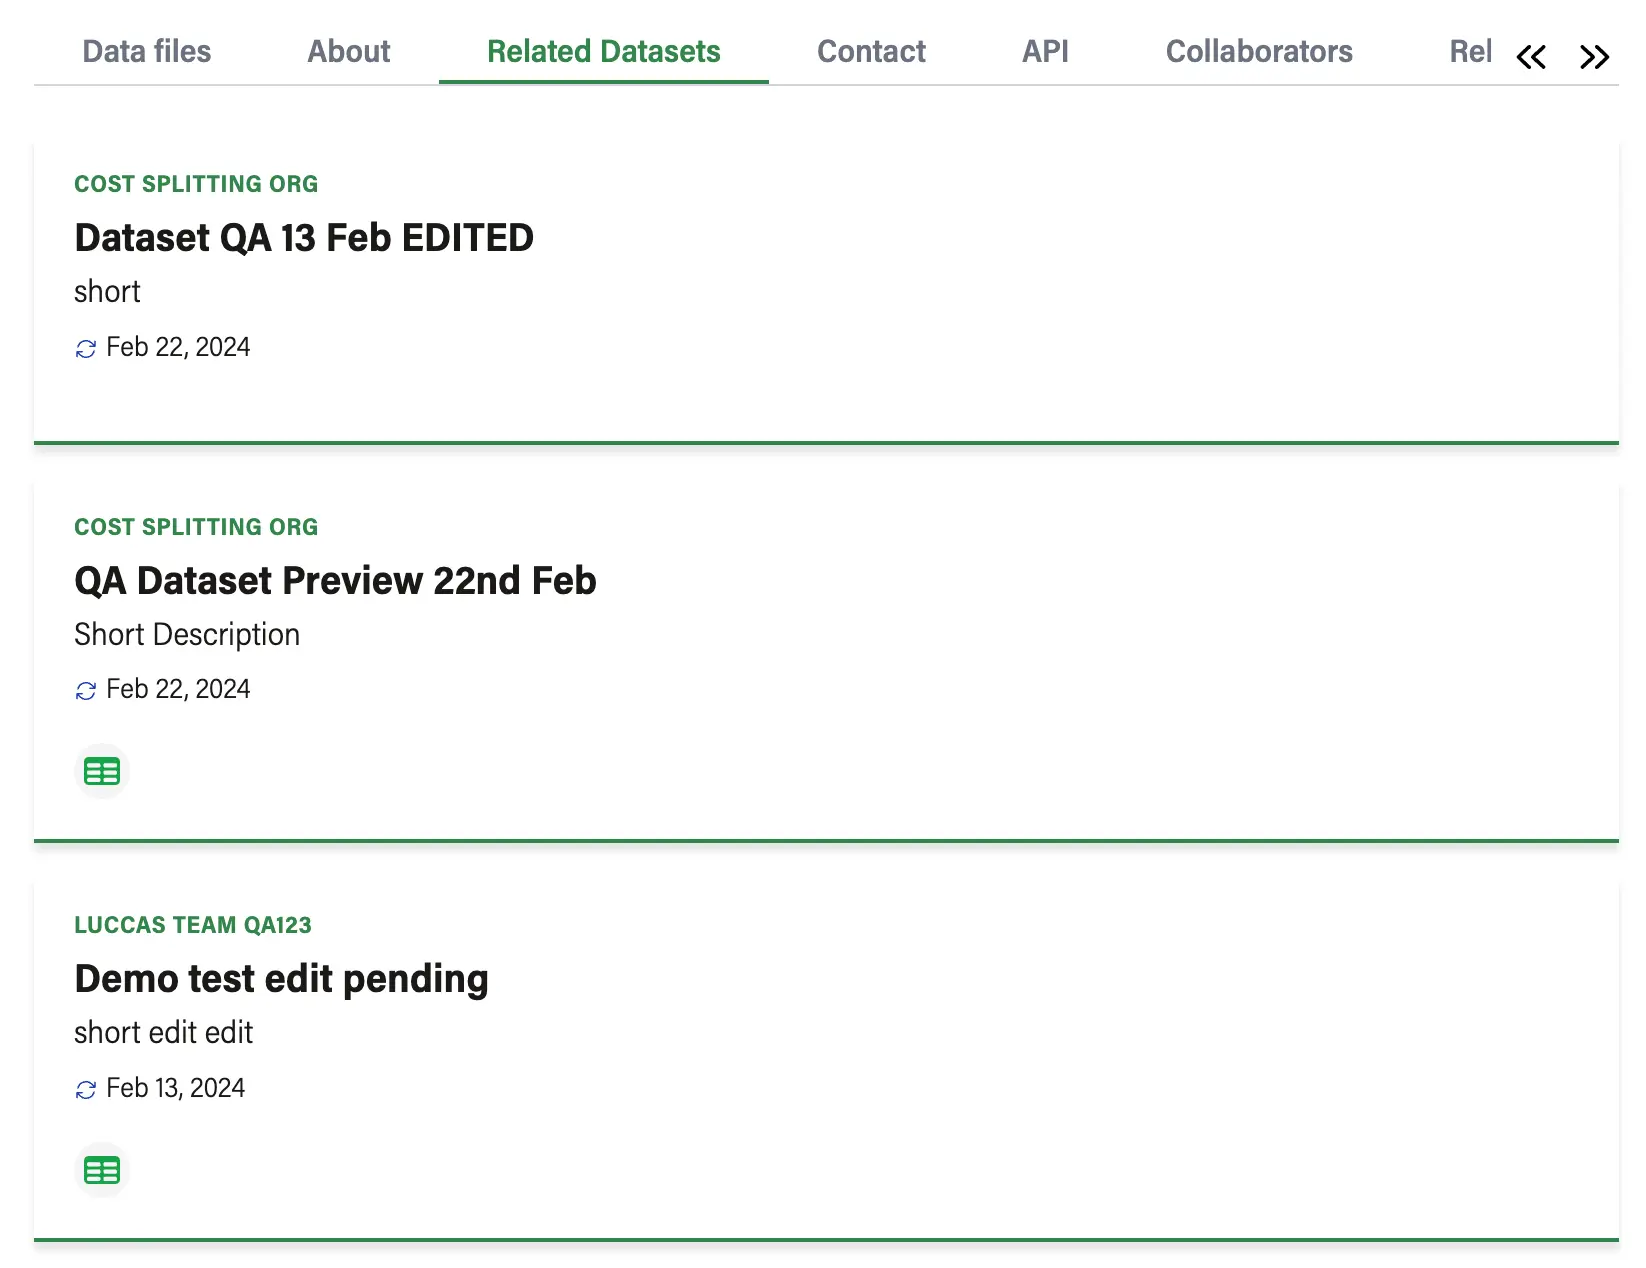 Data files About Related Datasets Contact API Collaborators Rel
COST SPLITTING ORG
Dataset QA 13 Feb EDITED
short
Feb 22, 2024
COST SPLITTING ORG
QA Dataset Preview 22nd Feb
Short Description
Feb 22, 2024
LUCCAS TEAM QA123
Demo test edit pending
short edit edit
Feb 13, 2024